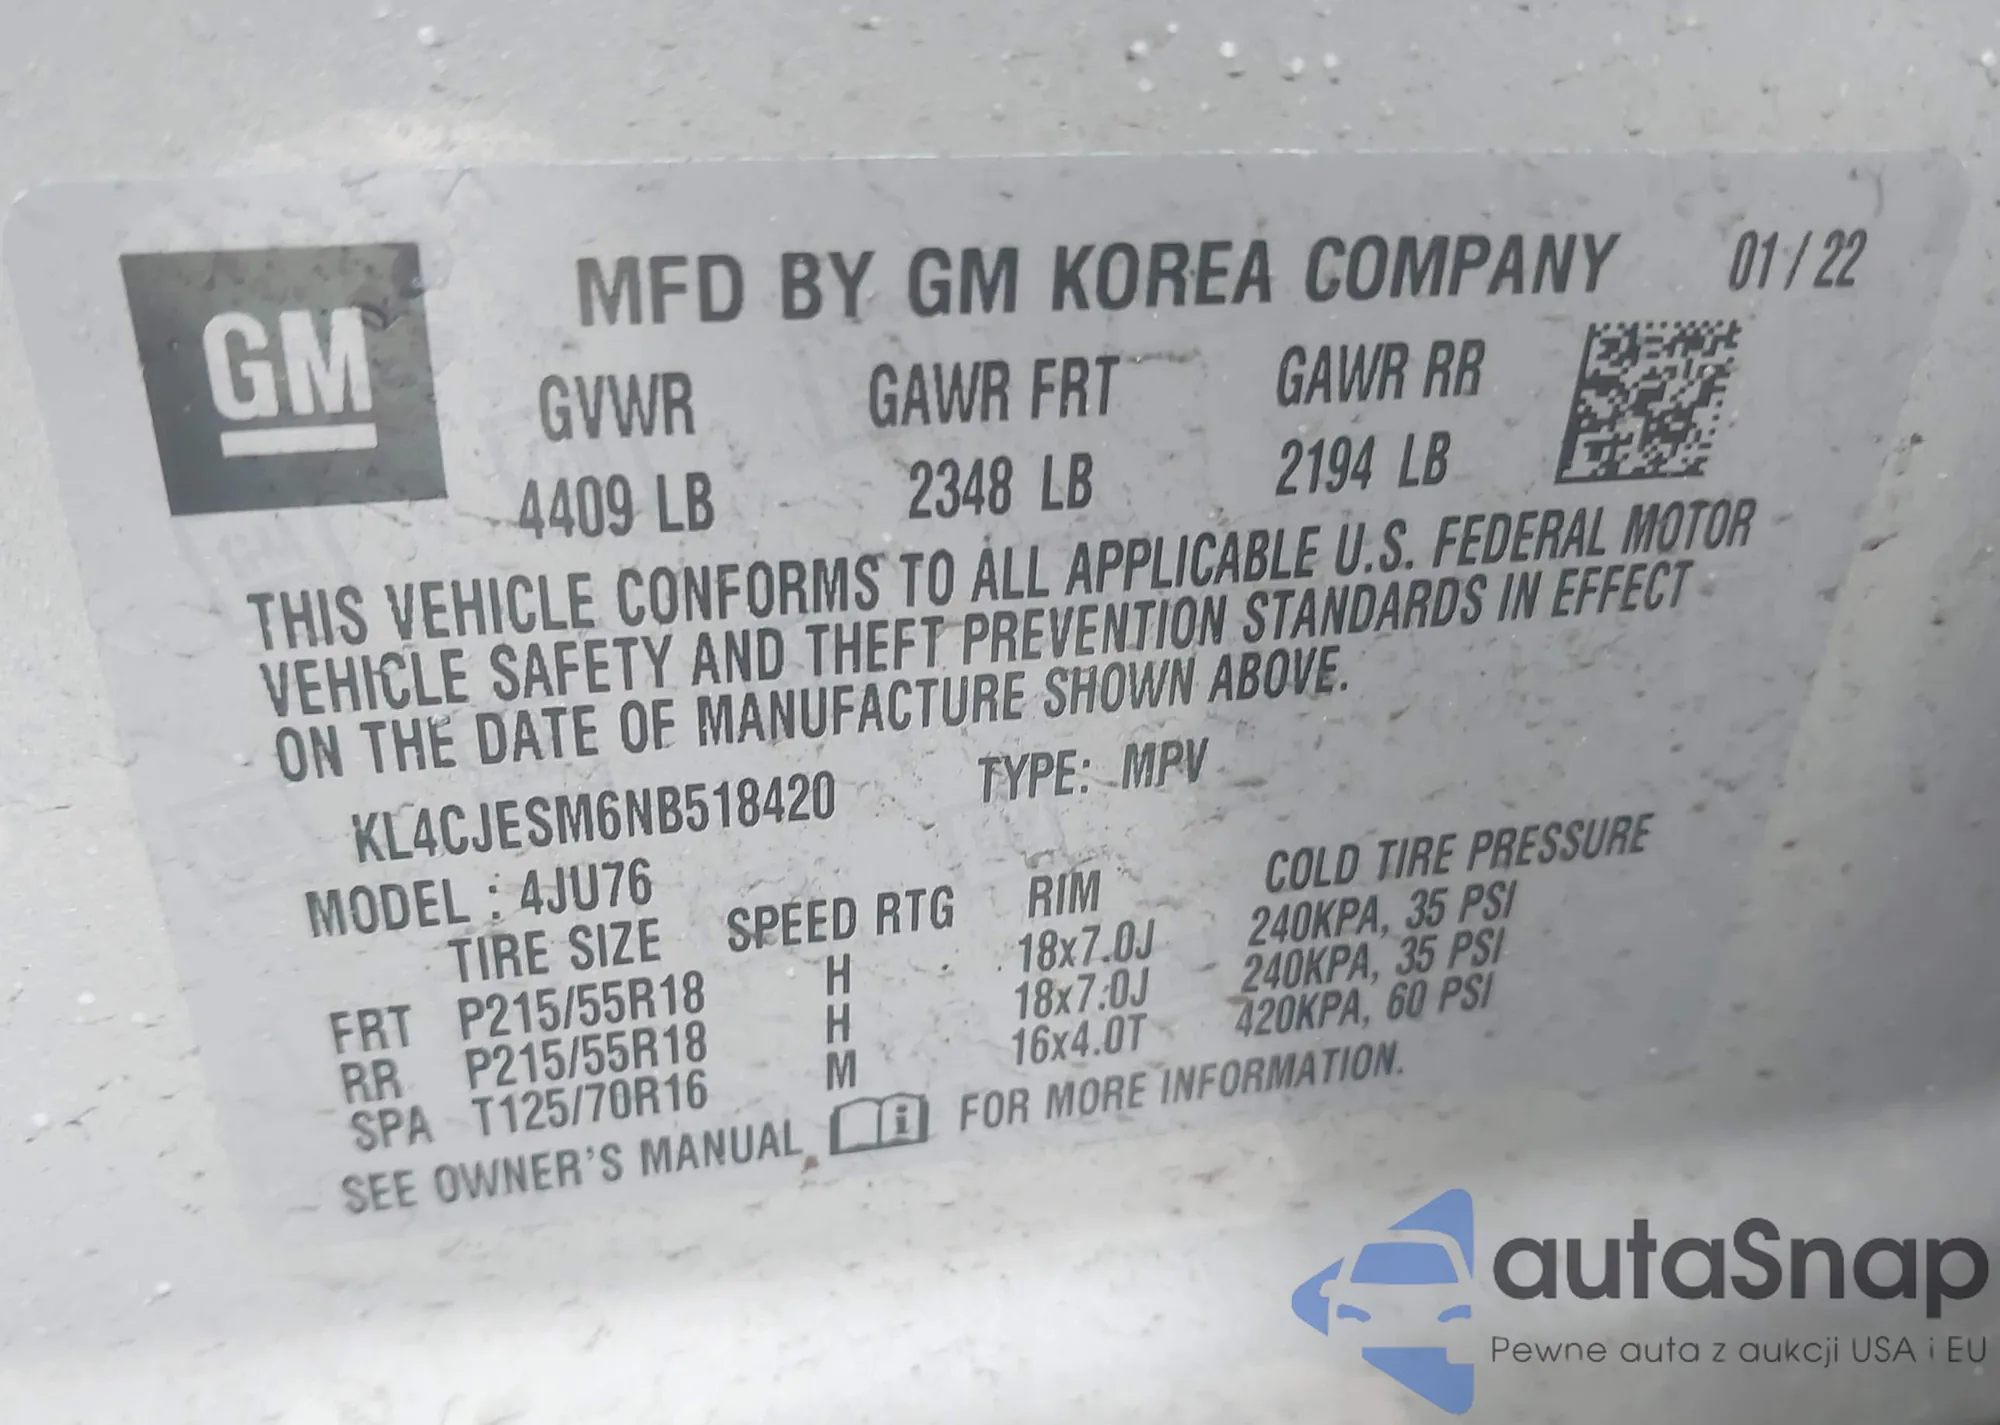 GM
MFD BY GM KOREA COMPANY 01/22
GVWR GAWR FRT GAWR RR
4409 LB 2348 LB 2194 LB
THIS VEHICLE CONFORMS TO ALL APPLICABLE U.S. FEDERAL MOTOR
VEHICLE SAFETY AND THEFT PREVENTION STANDARDS IN EFFECT
ON THE DATE OF MANUFACTURE SHOWN ABOVE.
KL4CJESM6NB518420 TYPE: MPV
MODEL : 4JU76
TIRE SIZE SPEED RTG RIM COLD TIRE PRESSURE
FRT P215/55R18 H 18x7.0J 240KPA, 35 PSI
RR P215/55R18 H 18x7.0J 240KPA, 35 PSI
SPA T125/70R16 M 16x4.0T 420KPA, 60 PSI
SEE OWNER'S MANUAL i FOR MORE INFORMATION.
autaSnap
Pewne auta z aukcji USA i EU